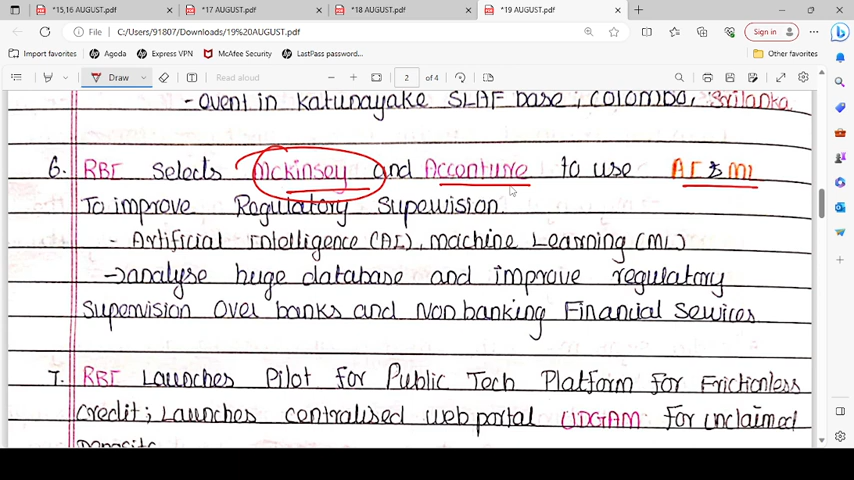 *15,16 AUGUST.pdf
*17 AUGUST.pdf
*18 AUGUST.pdf
*19 AUGUST.pdf
File
C:/Users/91807/Downloads/19%20AUGUST.pdf
Sign in
Import favorites
Agoda
Express VPN
McAfee Security
LastPass password...
Other favorites
Draw
Read aloud
2
of 4
-event in Katunayake SLAF base, Colombo, Srilanka
6. RBI Selects Mckinsey and Accenture to use AI & ML
To improve Regulatory Supervision.
- Artificial intelligence (AI), machine Learning (ML)
→analyse huge database and improve regulatory
Supervision Over banks and Non banking Financial Services
7. RBI Launches Pilot for Public Tech Platform for Frictionless
credit; Launches centralised web portal UDGAM for unclaimed